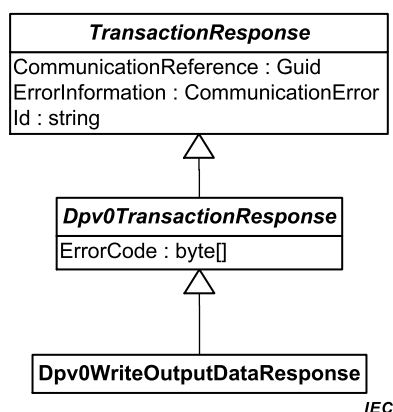 TransactionResponse
CommunicationReference : Guid
ErrorInformation : CommunicationError
Id : string
Dpv0TransactionResponse
ErrorCode : byte[]
Dpv0WriteOutputDataResponse
IEC